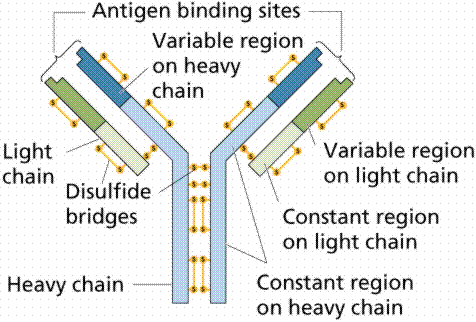 Antigen binding sites
Variable region
on heavy
chain
Light
chain
Disulfide
bridges
Variable region
on light chain
Constant region
on light chain
Heavy chain
Constant region
on heavy chain